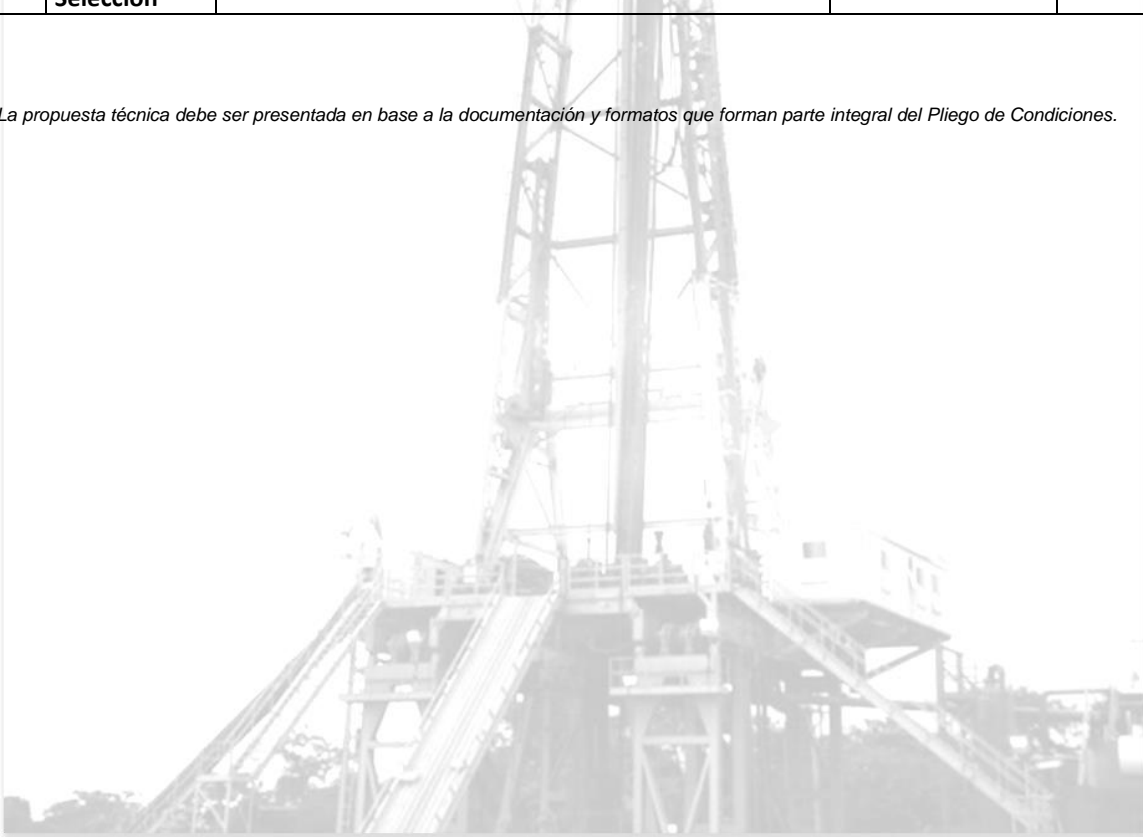 Selección
La propuesta técnica debe ser presentada en base a la documentación y formatos que forman parte integral del Pliego de Condiciones.